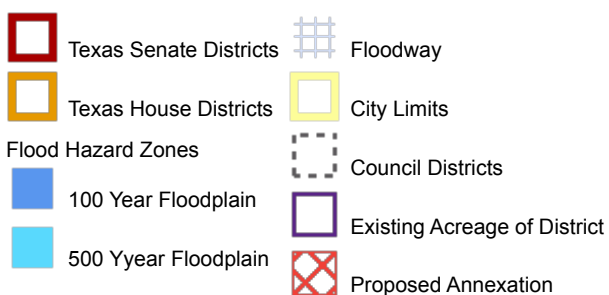 Texas Senate Districts
Texas House Districts
Flood Hazard Zones
100 Year Floodplain
500 Yyear Floodplain
Floodway
City Limits
Council Districts
Existing Acreage of District
Proposed Annexation